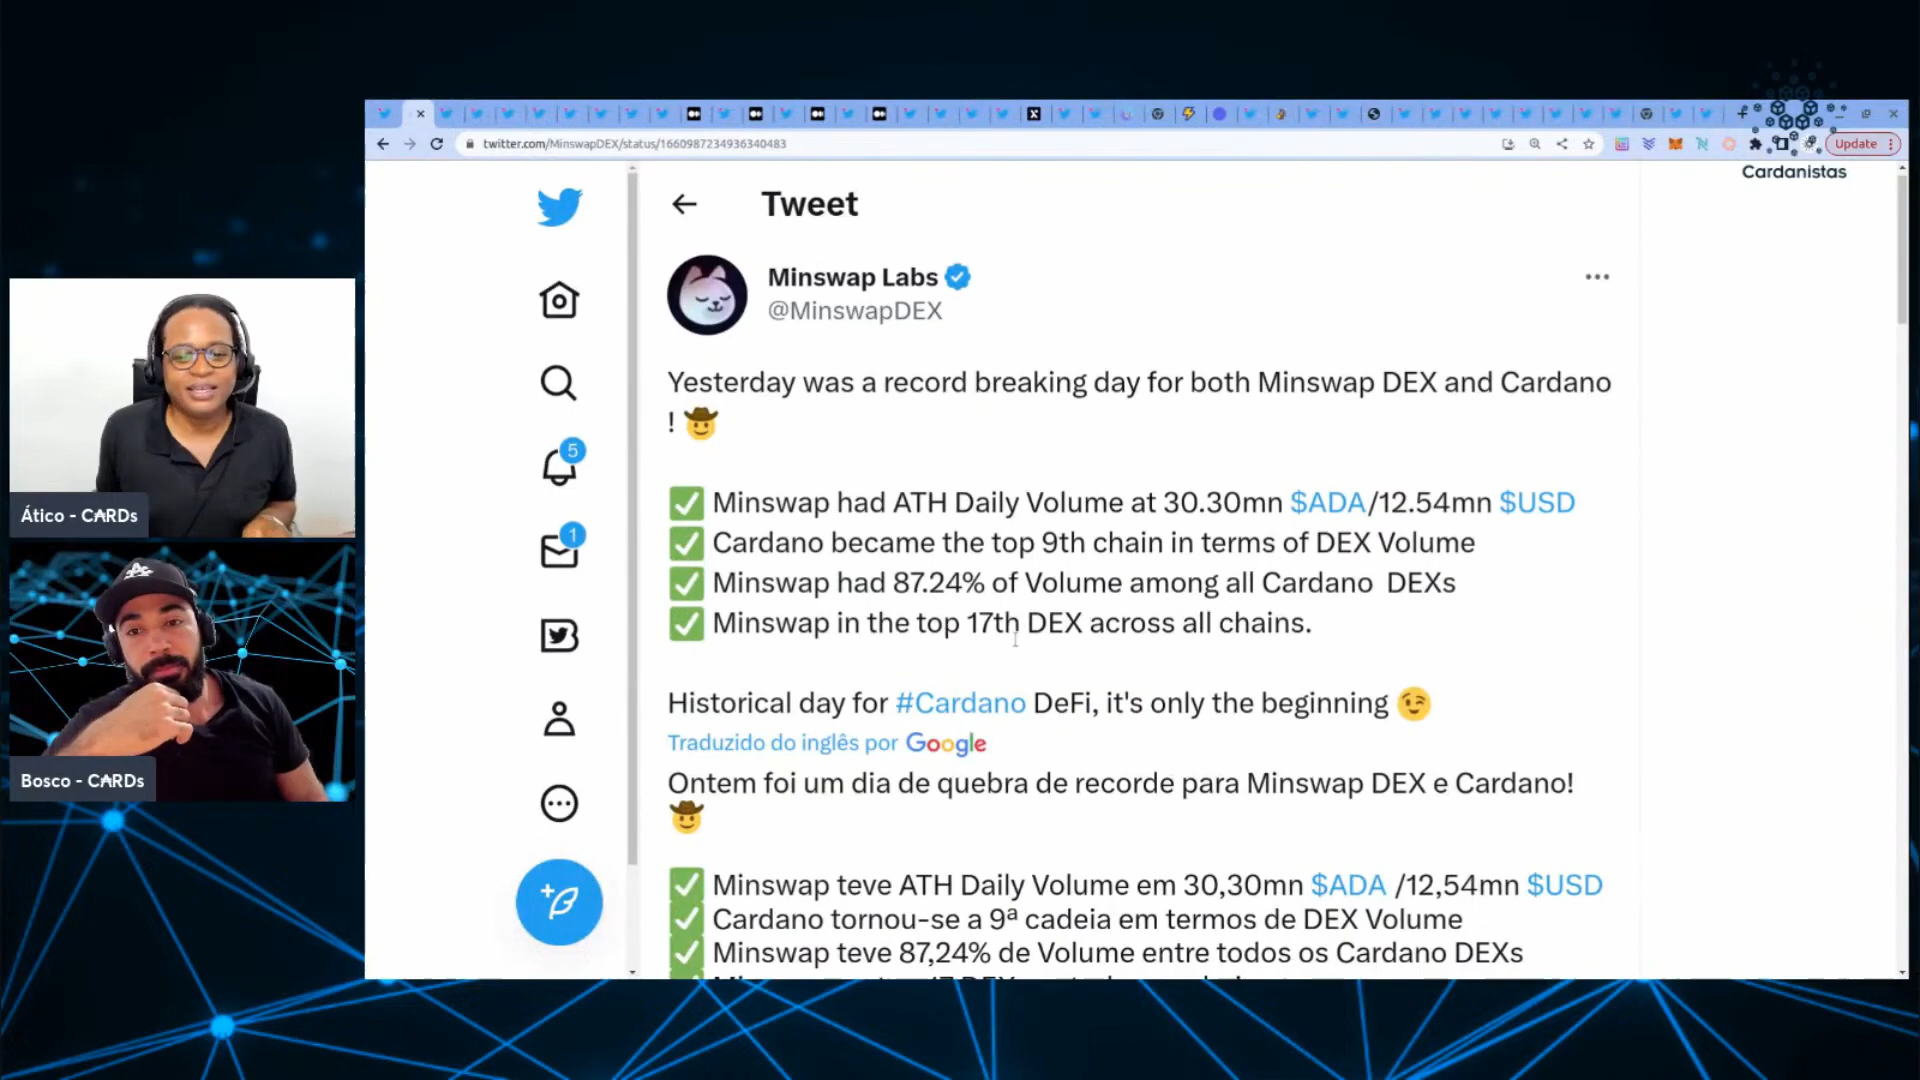 twitter.com/MinswapDEX/status/1660987234936340483
Update
Cardanistas
Tweet
Minswap Labs
@MinswapDEX
Yesterday was a record breaking day for both Minswap DEX and Cardano
! 🤠
✅ Minswap had ATH Daily Volume at 30.30mn $ADA/12.54mn $USD
✅ Cardano became the top 9th chain in terms of DEX Volume
✅ Minswap had 87.24% of Volume among all Cardano DEXs
✅ Minswap in the top 17th DEX across all chains.
Historical day for #Cardano DeFi, it's only the beginning 😉
Traduzido do inglês por Google
Ontem foi um dia de quebra de recorde para Minswap DEX e Cardano!
🤠
✅ Minswap teve ATH Daily Volume em 30,30mn $ADA /12,54mn $USD
✅ Cardano tornou-se a 9ª cadeia em termos de DEX Volume
✅ Minswap teve 87,24% de Volume entre todos os Cardano DEXs
5
1
Ático - C₳RDs
Bosco - C₳RDs